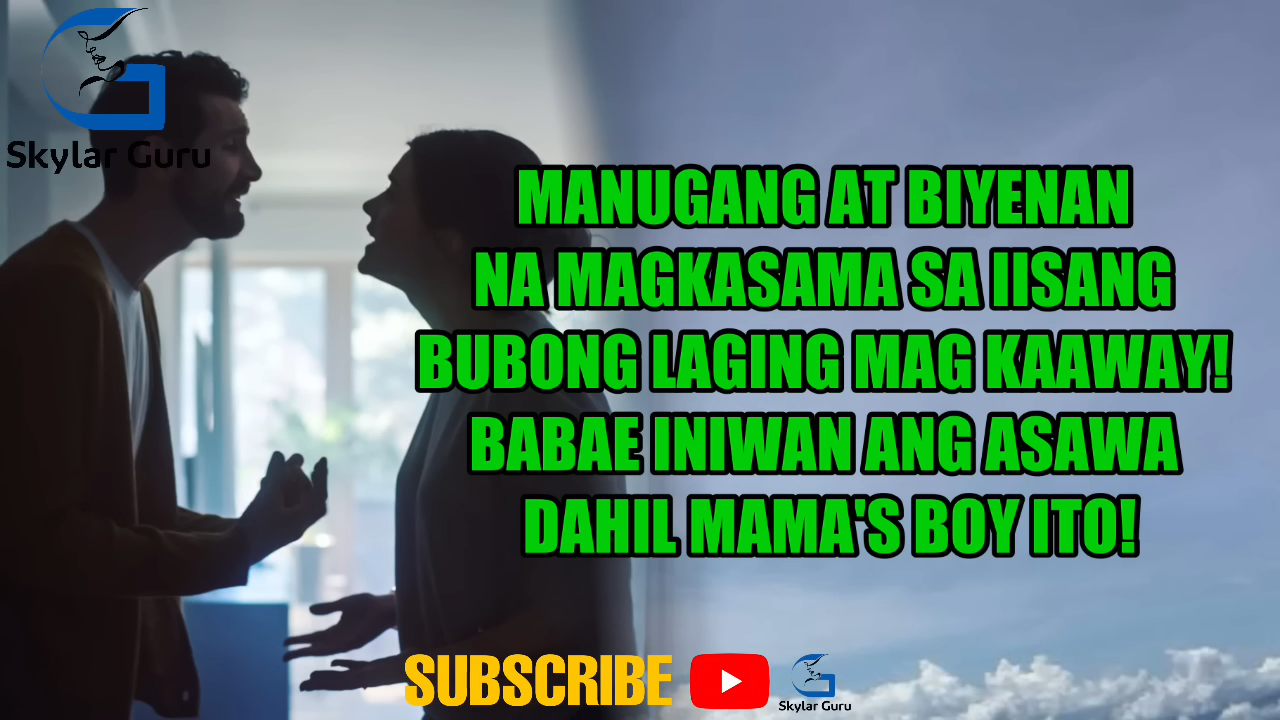 Skylar Guru
MANUGANG AT BIYENAN
NA MAGKASAMA SA IISANG
BUBONG LAGING MAG KAAWAY!
BABAE INIWAN ANG ASAWA
DAHIL MAMA'S BOY ITO!
SUBSCRIBE
Skylar Guru